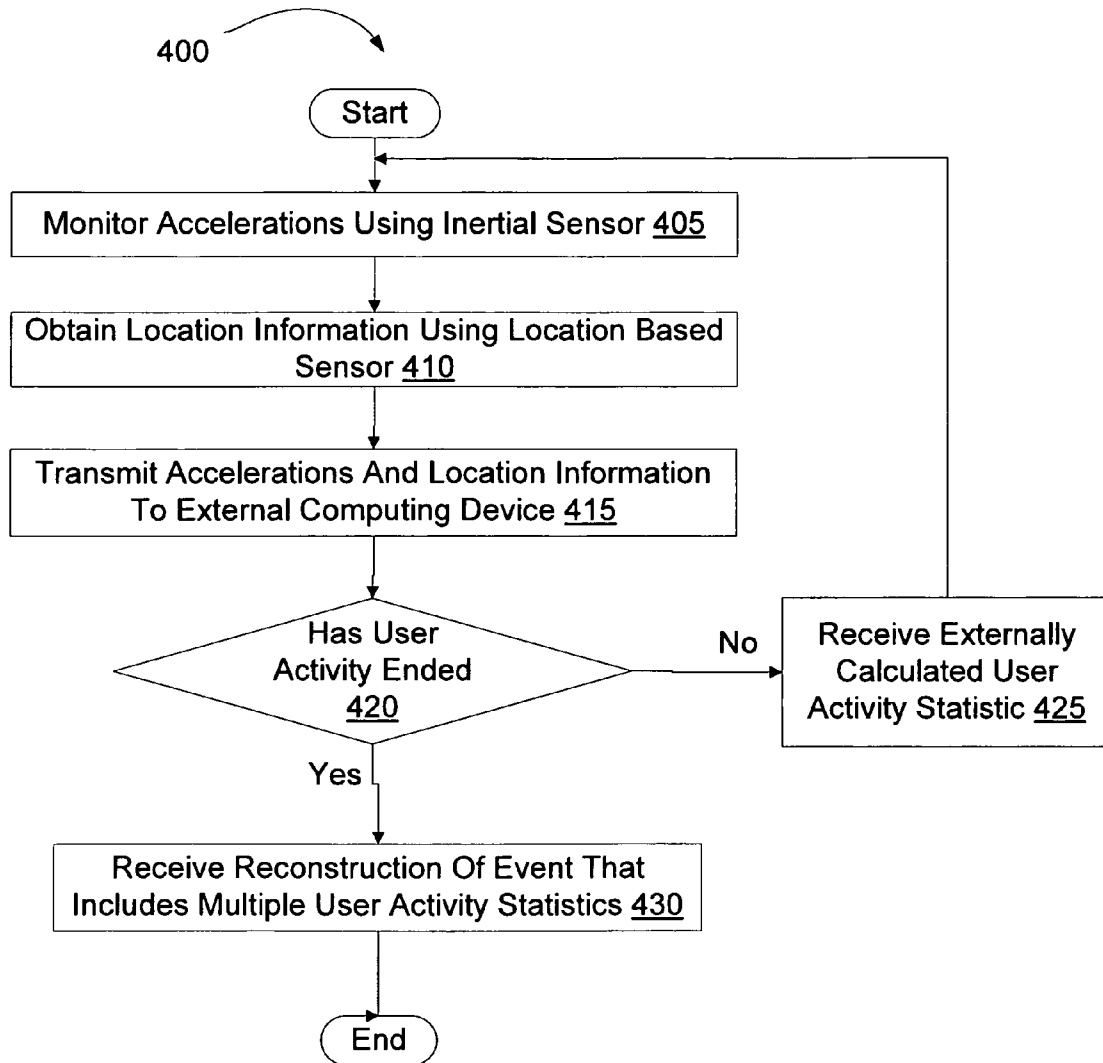 400
Start
Monitor Accelerations Using Inertial Sensor 405
Obtain Location Information Using Location Based
Sensor 410
Transmit Accelerations And Location Information
To External Computing Device 415
Has User
Activity Ended
420
No
Receive Externally
Calculated User
Activity Statistic 425
Yes
Receive Reconstruction Of Event That
Includes Multiple User Activity Statistics 430
End